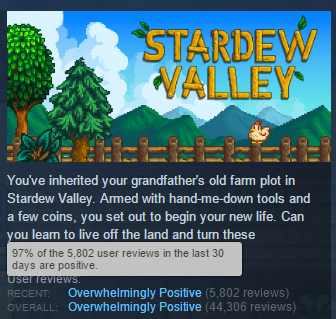 STARDEW
VALLEY
You've inherited your grandfather's old farm plot in
Stardew Valley. Armed with hand-me-down tools and
a few coins, you set out to begin your new life. Can
you learn to live off the land and turn these
97% of the 5,802 user reviews in the last 30
days are positive.
User reviews:
RECENT: Overwhelmingly Positive (5,802 reviews)
OVERALL: Overwhelmingly Positive (44,306 reviews)